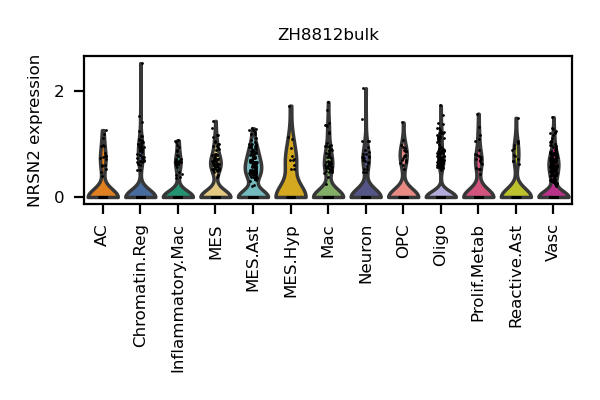 ZH8812bulk
NRSN2 expression
2
0
AC
Chromatin.Reg
Inflammatory.Mac
MES
MES.Ast
MES.Hyp
Mac
Neuron
OPC
Oligo
Prolif.Metab
Reactive.Ast
Vasc